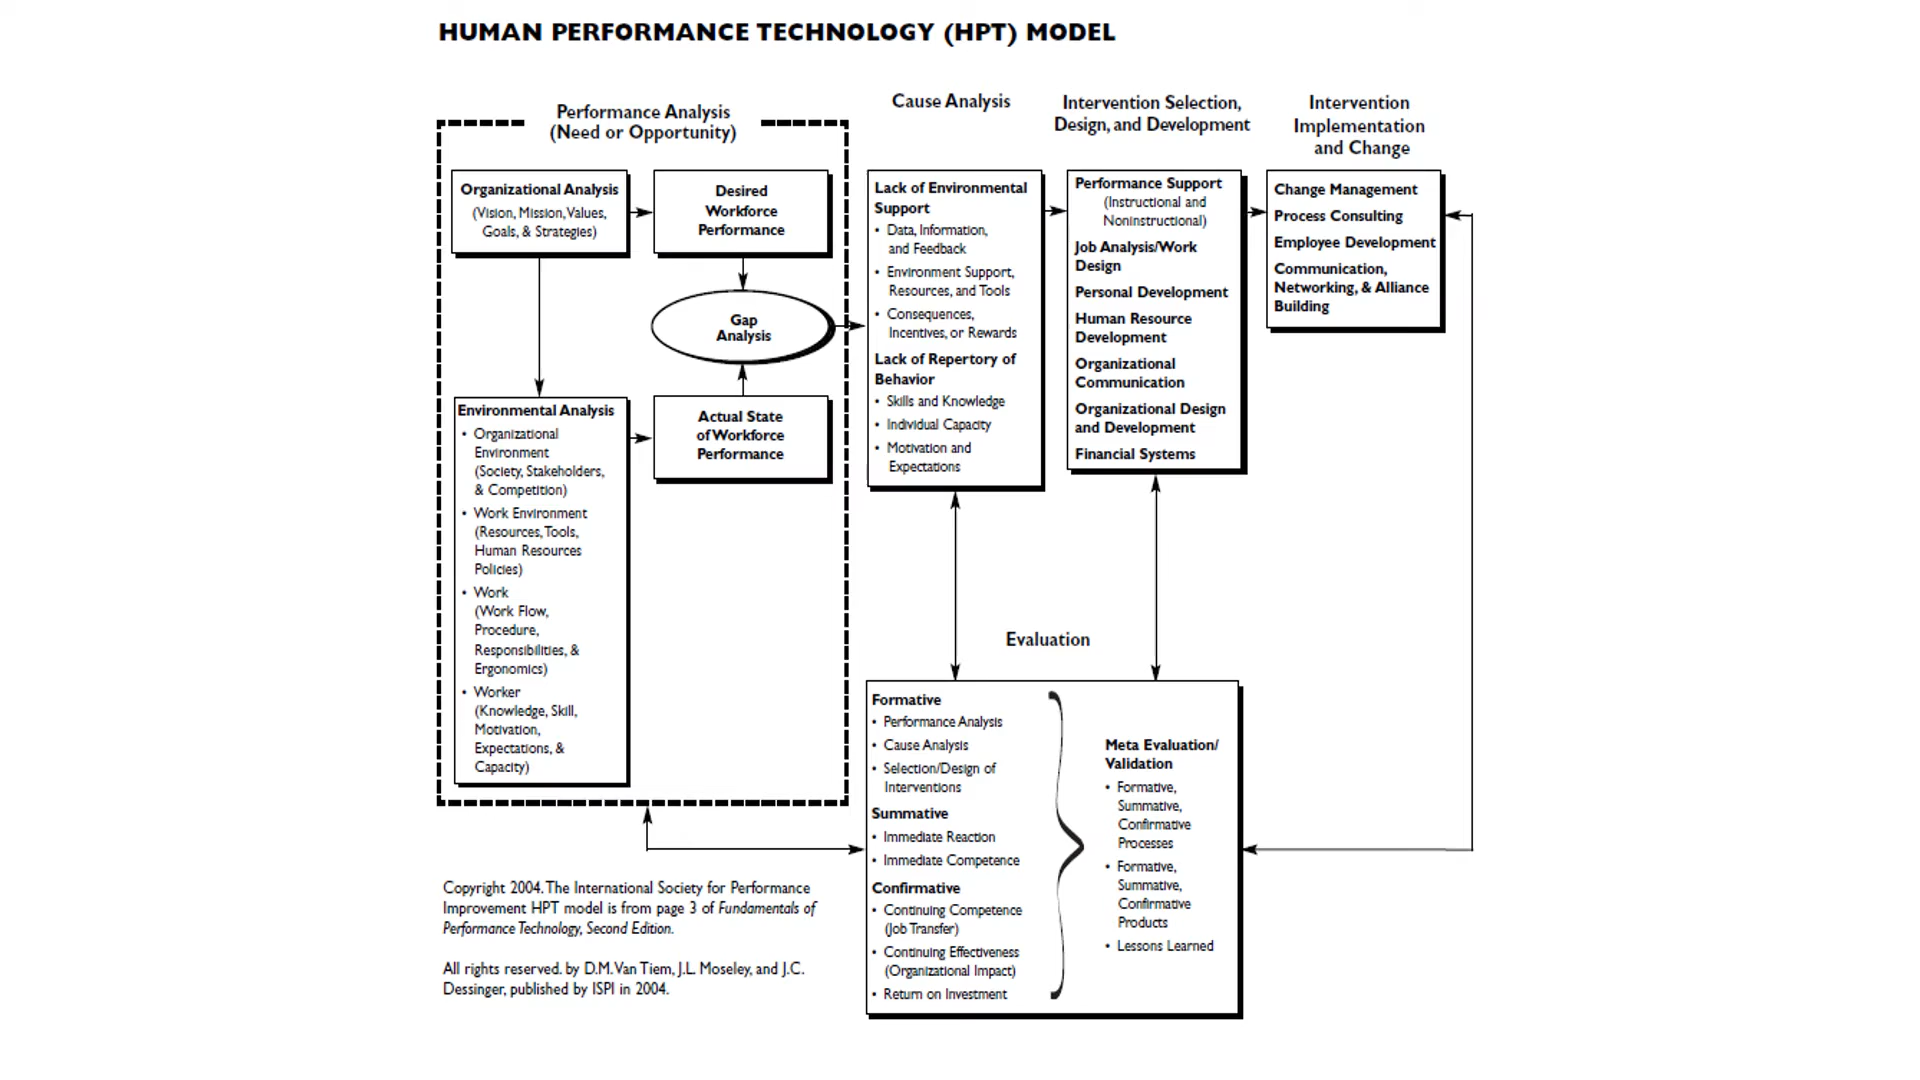 HUMAN PERFORMANCE TECHNOLOGY (HPT) MODEL
Performance Analysis
(Need or Opportunity)
Organizational Analysis
(Vision, Mission, Values,
Goals, & Strategies)
Desired
Workforce
Performance
Gap
Analysis
Environmental Analysis
• Organizational
Environment
(Society, Stakeholders,
& Competition)
• Work Environment
(Resources, Tools,
Human Resources
Policies)
• Work
(Work Flow,
Procedure,
Responsibilities, &
Ergonomics)
• Worker
(Knowledge, Skill,
Motivation,
Expectations, &
Capacity)
Actual State
of Workforce
Performance
Cause Analysis
Lack of Environmental
Support
• Data, Information,
and Feedback
• Environment Support,
Resources, and Tools
• Consequences,
Incentives, or Rewards
Lack of Repertory of
Behavior
• Skills and Knowledge
• Individual Capacity
• Motivation and
Expectations
Intervention Selection,
Design, and Development
Performance Support
(Instructional and
Noninstructional)
Job Analysis/Work
Design
Personal Development
Human Resource
Development
Organizational
Communication
Organizational Design
and Development
Financial Systems
Intervention
Implementation
and Change
Change Management
Process Consulting
Employee Development
Communication,
Networking, & Alliance
Building
Evaluation
Formative
• Performance Analysis
• Cause Analysis
• Selection/Design of
Interventions
Summative
• Immediate Reaction
• Immediate Competence
Confirmative
• Continuing Competence
(Job Transfer)
• Continuing Effectiveness
(Organizational Impact)
• Return on Investment
Meta Evaluation/
Validation
• Formative,
Summative,
Confirmative
Processes
• Formative,
Summative,
Confirmative
Products
• Lessons Learned
Copyright 2004. The International Society for Performance
Improvement HPT model is from page 3 of Fundamentals of
Performance Technology, Second Edition.
All rights reserved. by D.M. Van Tiem, J.L. Moseley, and J.C.
Dessinger, published by ISPI in 2004.